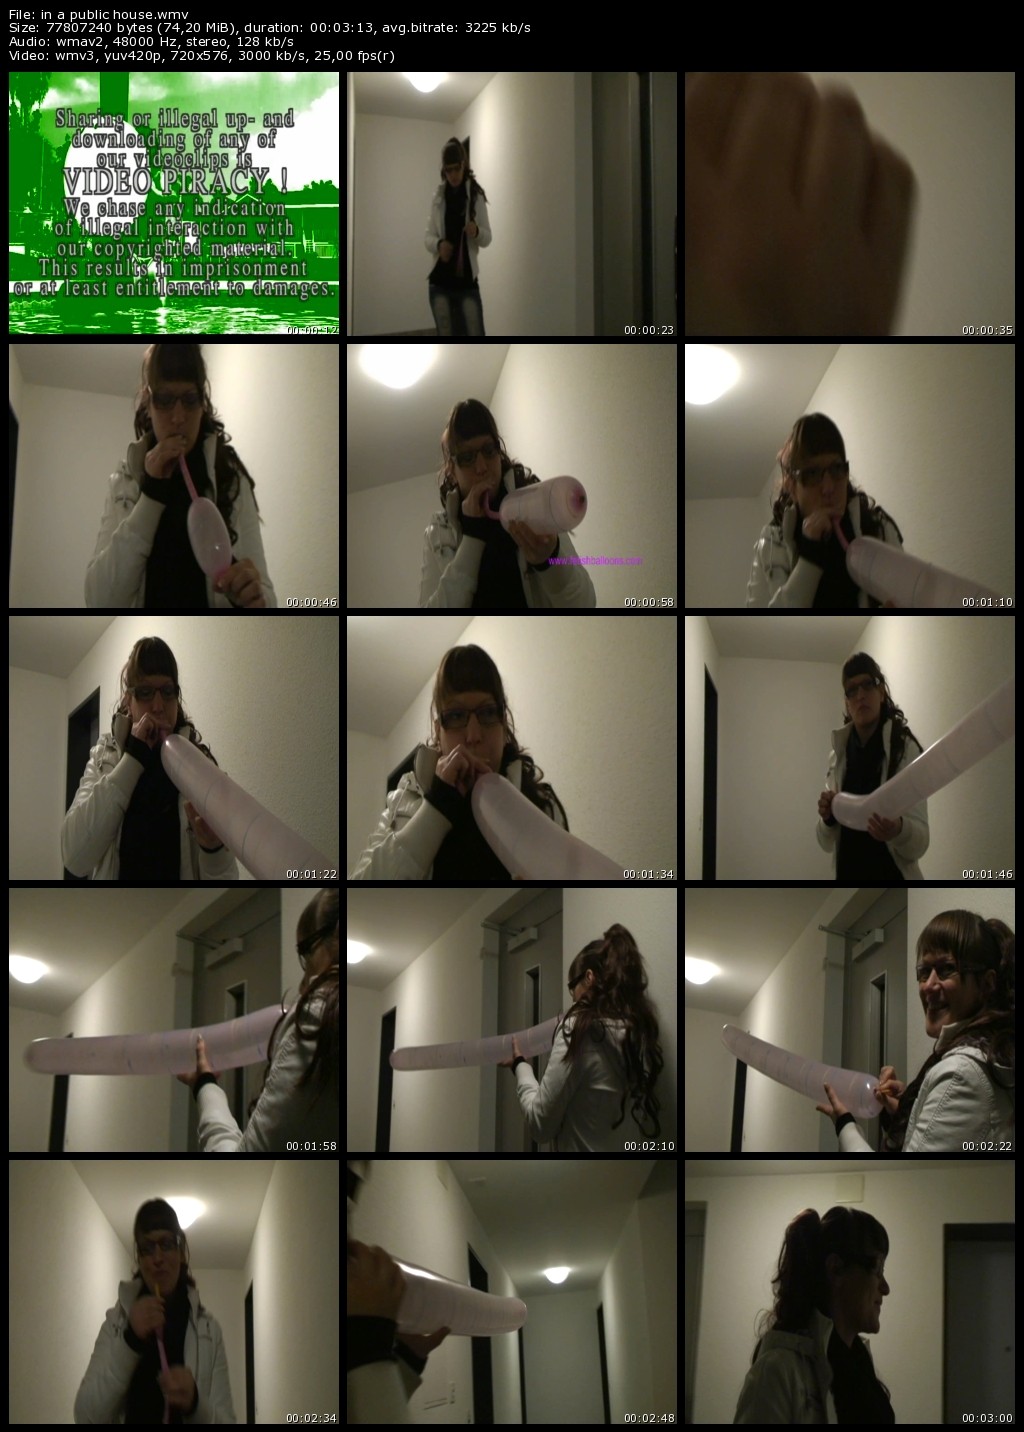 File: in a public house.wmv
Size: 77807240 bytes (74,20 MiB), duration: 00:03:13, avg.bitrate: 3225 kb/s
Audio: wmav2, 48000 Hz, stereo, 128 kb/s
Video: wmv3, yuv420p, 720x576, 3000 kb/s, 25,00 fps(r)
Sharing or illegal up- and
downloading of any of
our videoclips is
VIDEO PIRACY !
We chase any indication
of illegal interaction with
our copyrighted material.
This results in imprisonment
or at least entitlement to damages.
00:00:12
00:00:23
00:00:35
00:00:46
00:00:58
00:01:10
00:01:22
00:01:34
00:01:46
00:01:58
00:02:10
00:02:22
00:02:34
00:02:48
00:03:00